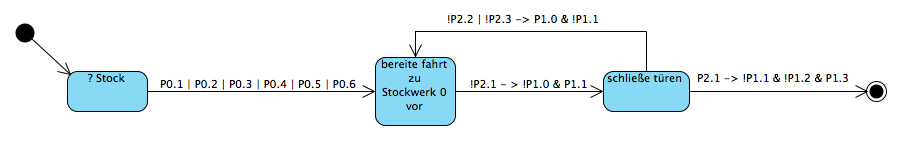 !P2.2 | !P2.3 -> P1.0 & !P1.1
? Stock
P0.1 | P0.2 | P0.3 | P0.4 | P0.5 | P0.6
bereite fahrt
zu
Stockwerk 0
vor
!P2.1 - > !P1.0 & P1.1
schließe türen
P2.1 -> !P1.1 & !P1.2 & P1.3